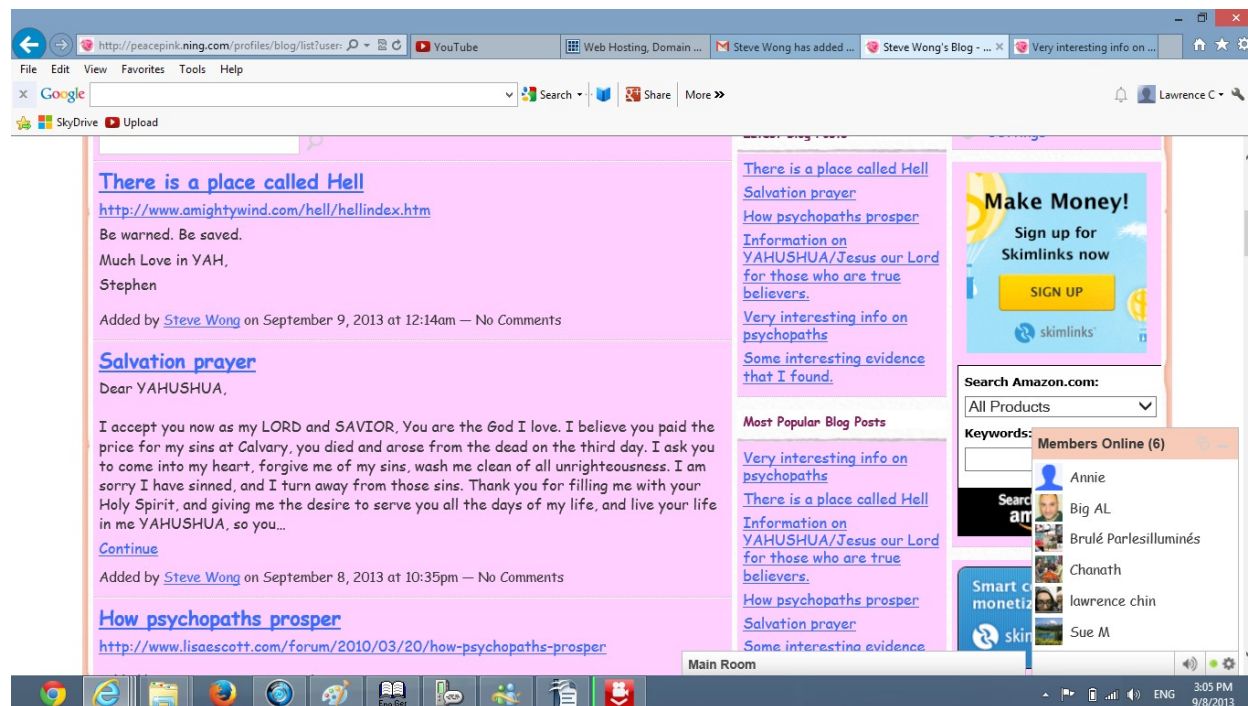 http://peacepink.ning.com/profiles/blog/list?user:
YouTube
Web Hosting, Domain ...
Steve Wong has added ...
Steve Wong's Blog - ...
Very interesting info on ...
File Edit View Favorites Tools Help
x Google
Search
Share
More »
Lawrence C
SkyDrive
Upload
There is a place called Hell
http://www.amightywind.com/hell/hellindex.htm
Be warned. Be saved.
Much Love in YAH,
Stephen
Added by Steve Wong on September 9, 2013 at 12:14am — No Comments
Salvation prayer
Dear YAHUSHUA,
I accept you now as my LORD and SAVIOR, You are the God I love. I believe you paid the
price for my sins at Calvary, you died and arose from the dead on the third day. I ask you
to come into my heart, forgive me of my sins, wash me clean of all unrighteousness. I am
sorry I have sinned, and I turn away from those sins. Thank you for filling me with your
Holy Spirit, and giving me the desire to serve you all the days of my life, and live your life
in me YAHUSHUA, so you...
Continue
Added by Steve Wong on September 8, 2013 at 10:35pm — No Comments
How psychopaths prosper
http://www.lisaescott.com/forum/2010/03/20/how-psychopaths-prosper
Latest Blog Posts
There is a place called Hell
Salvation prayer
How psychopaths prosper
Information on
YAHUSHUA/Jesus our Lord
for those who are true
believers.
Very interesting info on
psychopaths
Some interesting evidence
that I found.
Most Popular Blog Posts
Very interesting info on
psychopaths
There is a place called Hell
Information on
YAHUSHUA/Jesus our Lord
for those who are true
believers.
How psychopaths prosper
Salvation prayer
Some interesting evidence
Make Money!
Sign up for
Skimlinks now
SIGN UP
skimlinks
Search Amazon.com:
All Products
Keywords:
Search
am
Smart c
monetiz
skim
Members Online (6)
Annie
Big AL
Brulé Parlesilluminés
Chanath
lawrence chin
Sue M
Main Room
Eng Ger
ENG
3:05 PM
9/8/2013